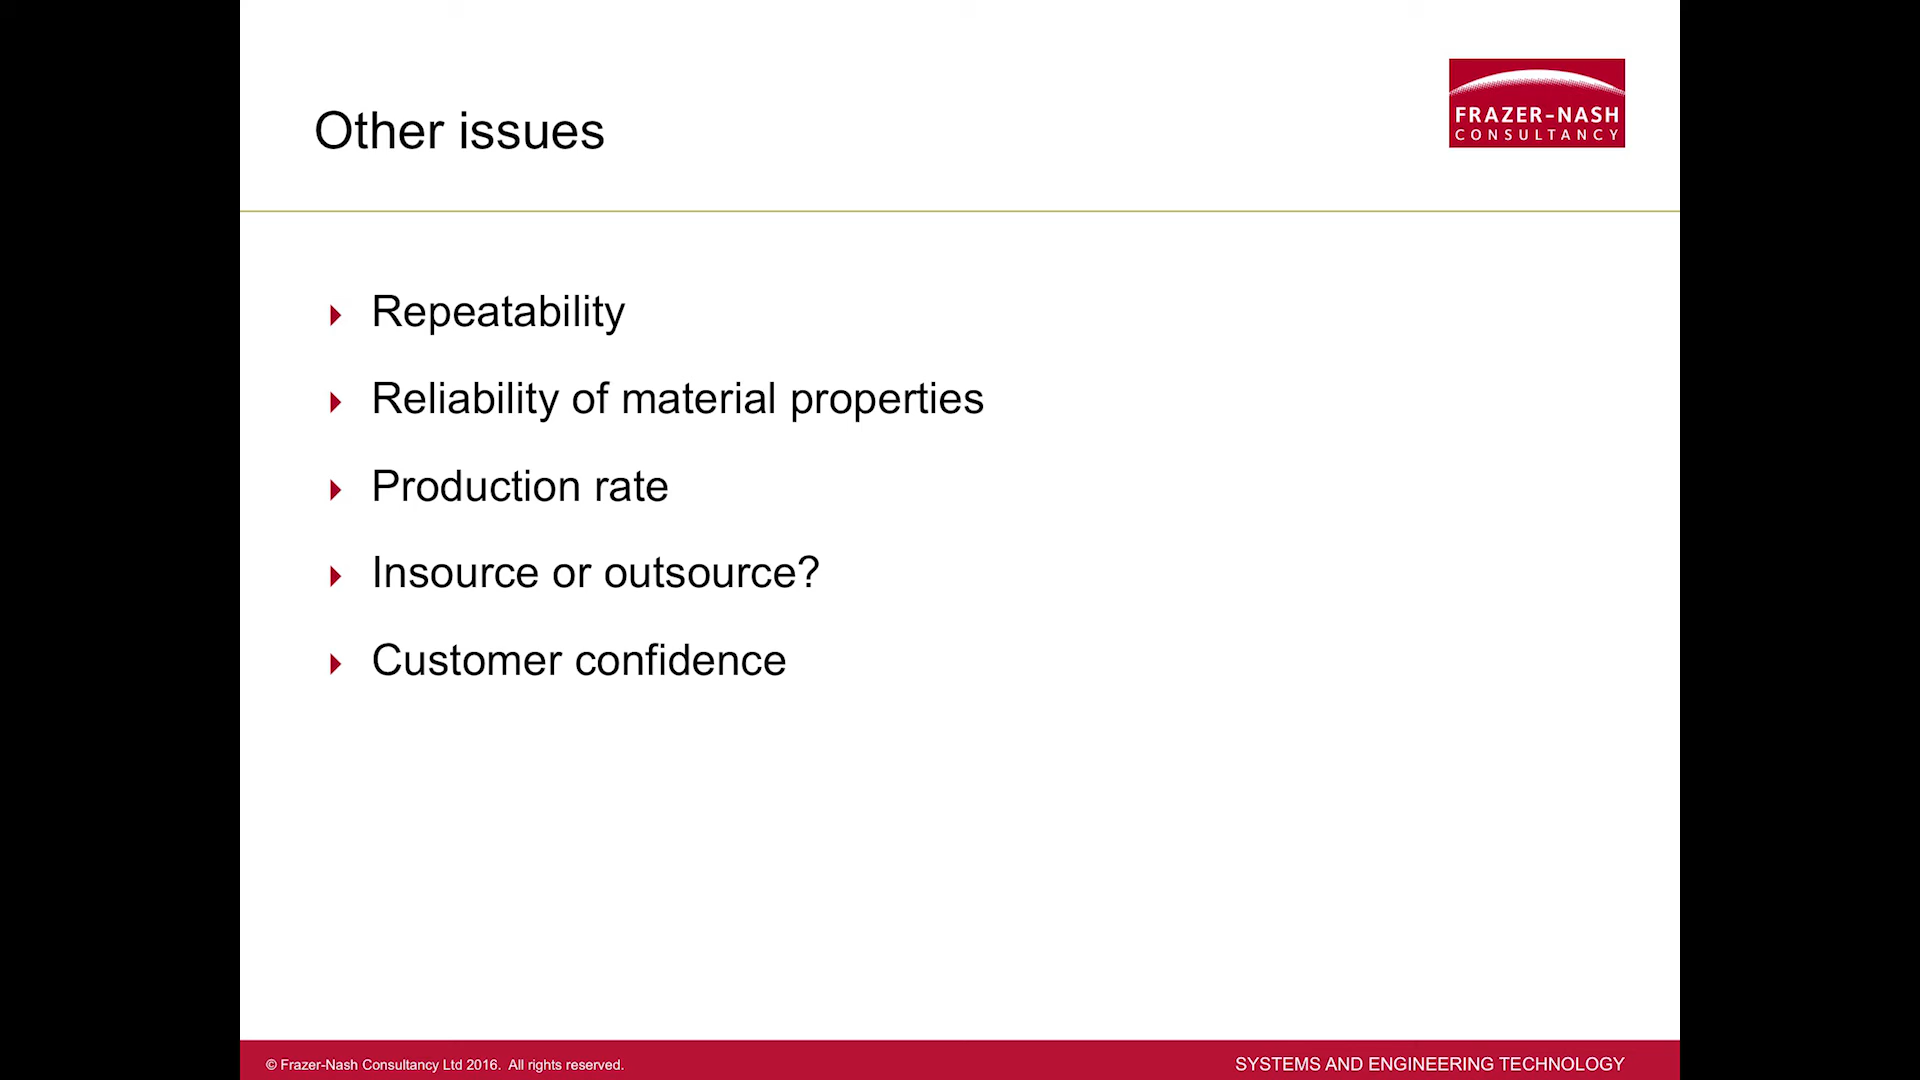 Other issues
FRAZER-NASH
CONSULTANCY
Repeatability
Reliability of material properties
Production rate
Insource or outsource?
Customer confidence
© Frazer-Nash Consultancy Ltd 2016. All rights reserved.
SYSTEMS AND ENGINEERING TECHNOLOGY